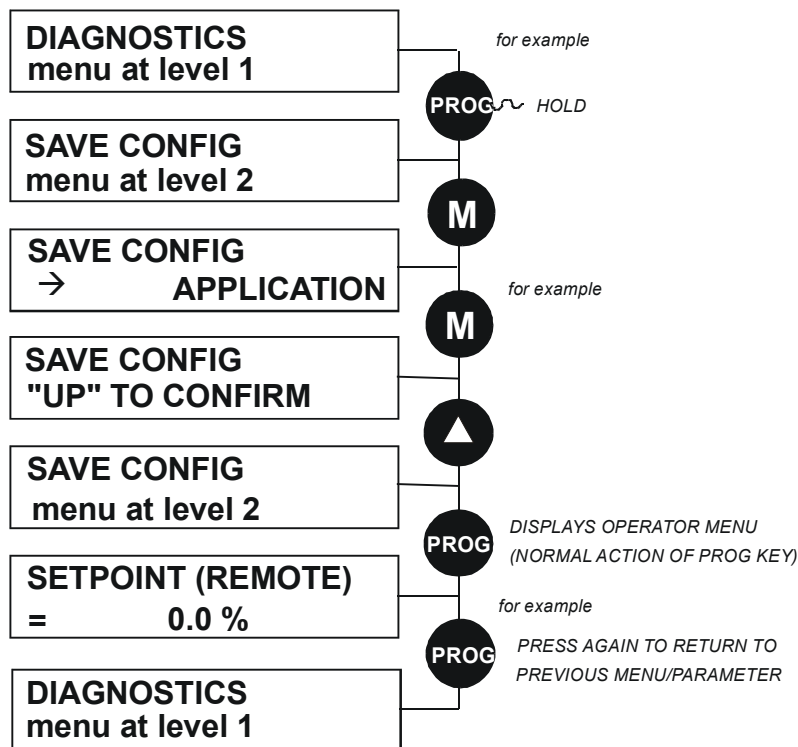 DIAGNOSTICS
menu at level 1
for example
PROG
HOLD
SAVE CONFIG
menu at level 2
M
SAVE CONFIG
→ APPLICATION
for example
M
SAVE CONFIG
"UP" TO CONFIRM
SAVE CONFIG
menu at level 2
PROG
DISPLAYS OPERATOR MENU
(NORMAL ACTION OF PROG KEY)
SETPOINT (REMOTE)
= 0.0 %
for example
PROG
PRESS AGAIN TO RETURN TO
PREVIOUS MENU/PARAMETER
DIAGNOSTICS
menu at level 1